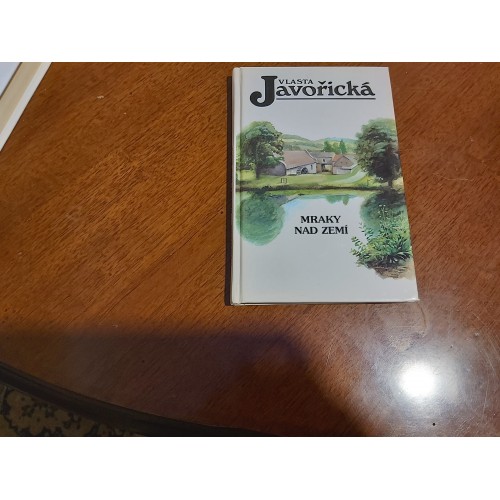 VLASTA
Javořická
MRAKY
NAD ZEMÍ